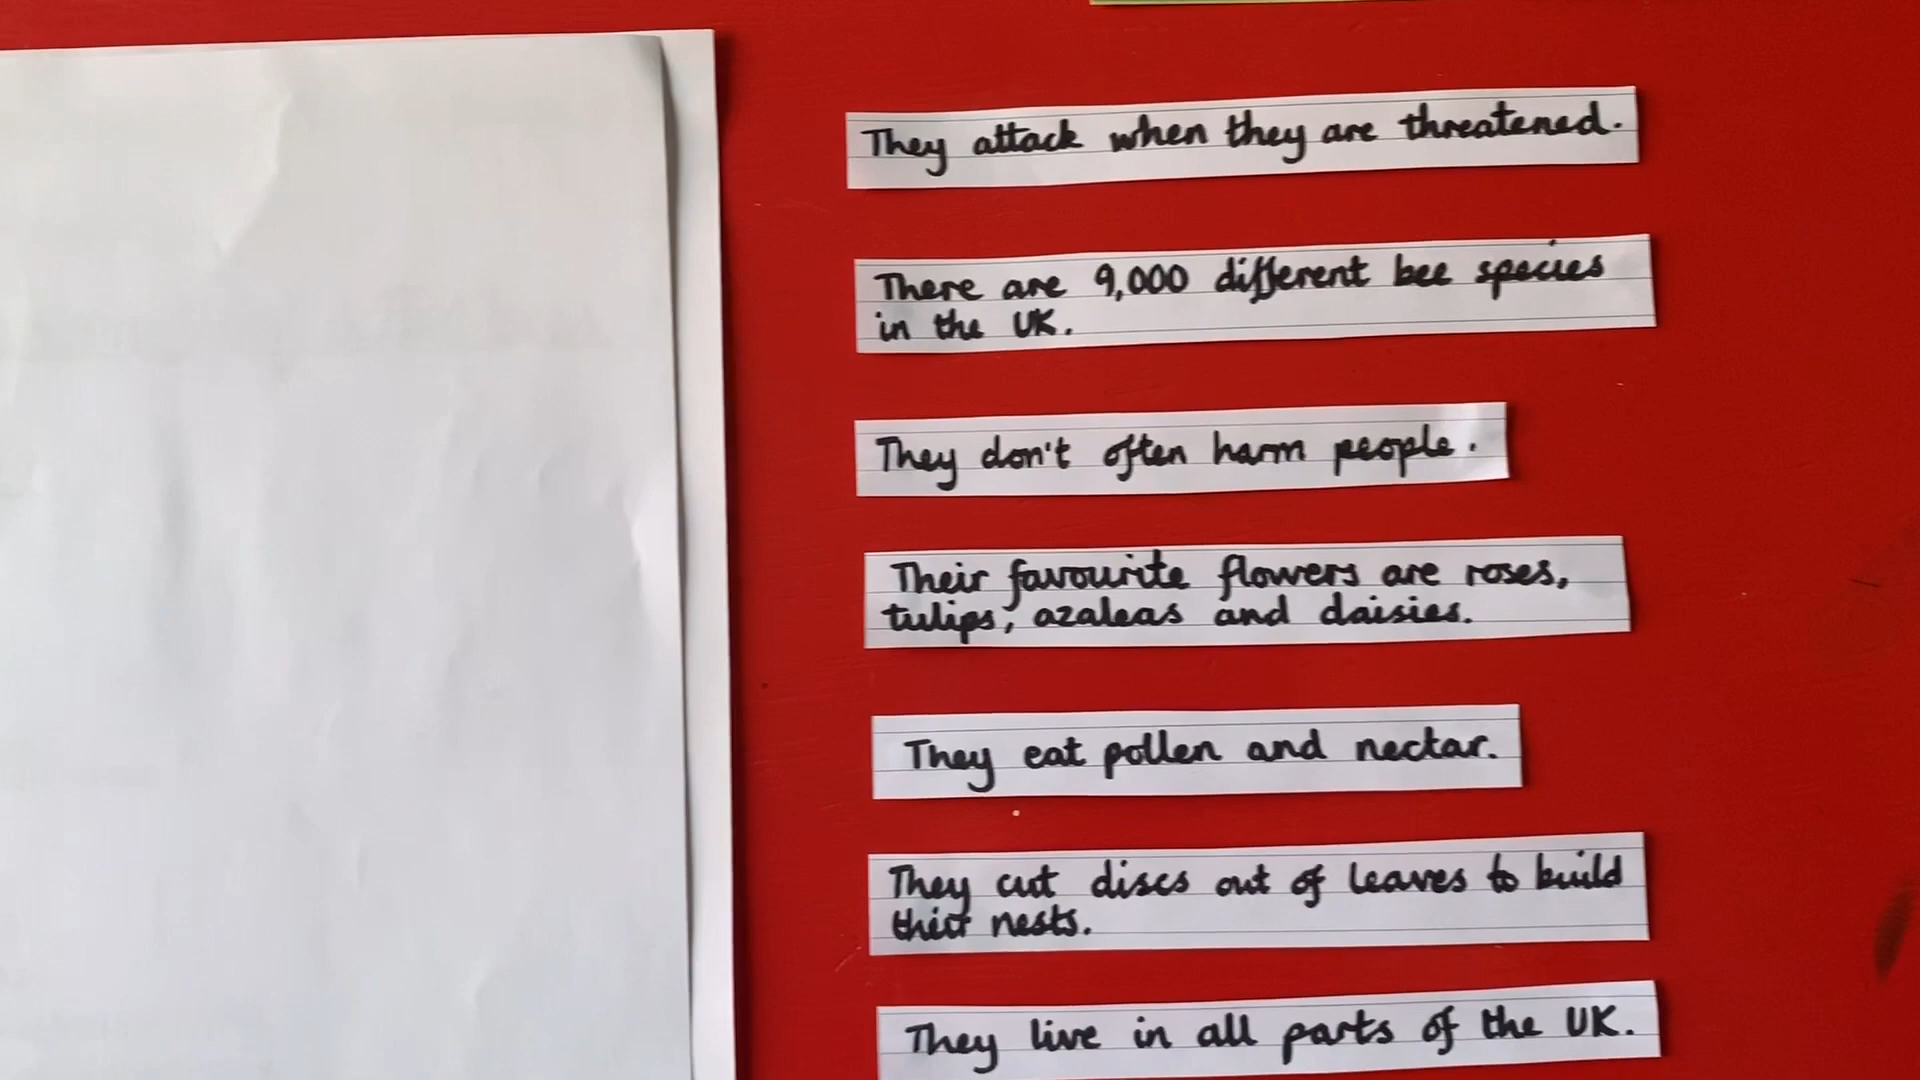 They attack when they are threatened.
There are 9,000 different bee species
in the UK.
They don't often harm people.
Their favourite flowers are roses,
tulips, azaleas and daisies.
They eat pollen and nectar.
They cut discs out of leaves to build
their nests.
They live in all parts of the UK.